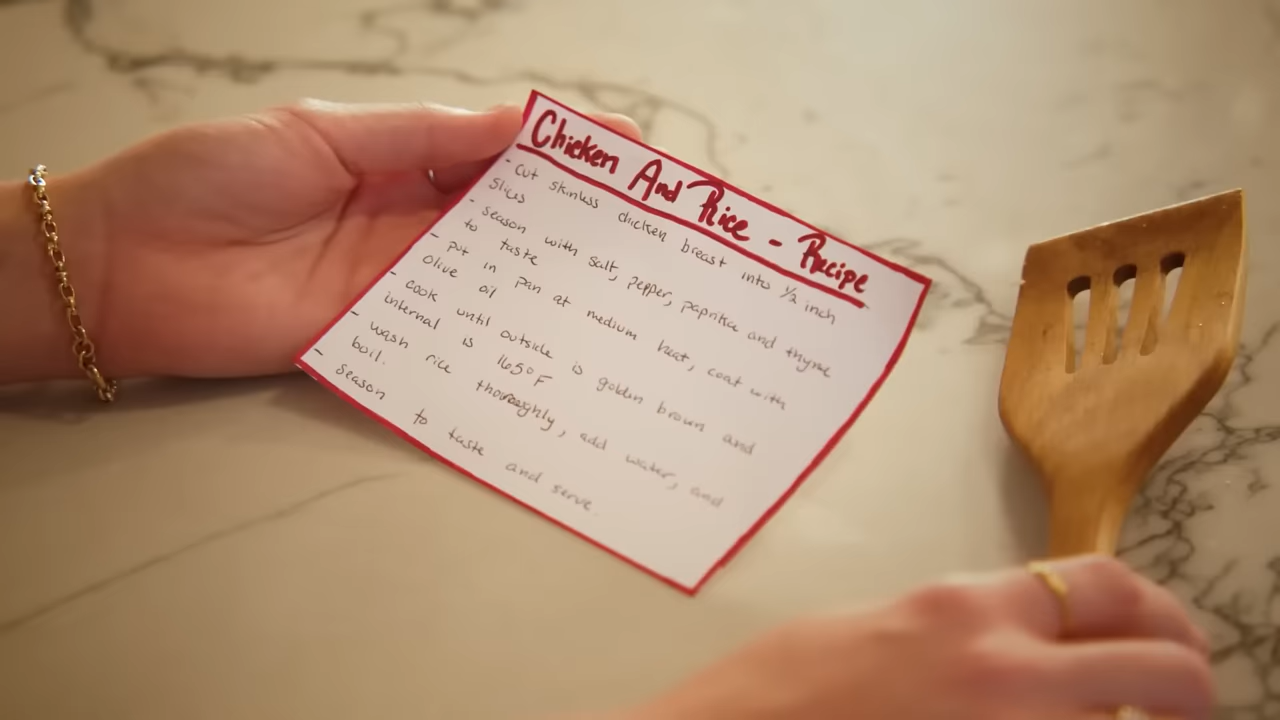 Chicken And Rice - Recipe
- cut skinless chicken breast into ½ inch
slices
- season with salt, pepper, paprika and thyme
to taste
- put in pan at medium heat, coat with
olive oil
- cook until outside is golden brown and
internal is 165°F
- wash rice thoroughly, add water, and
boil.
- season to taste and serve.